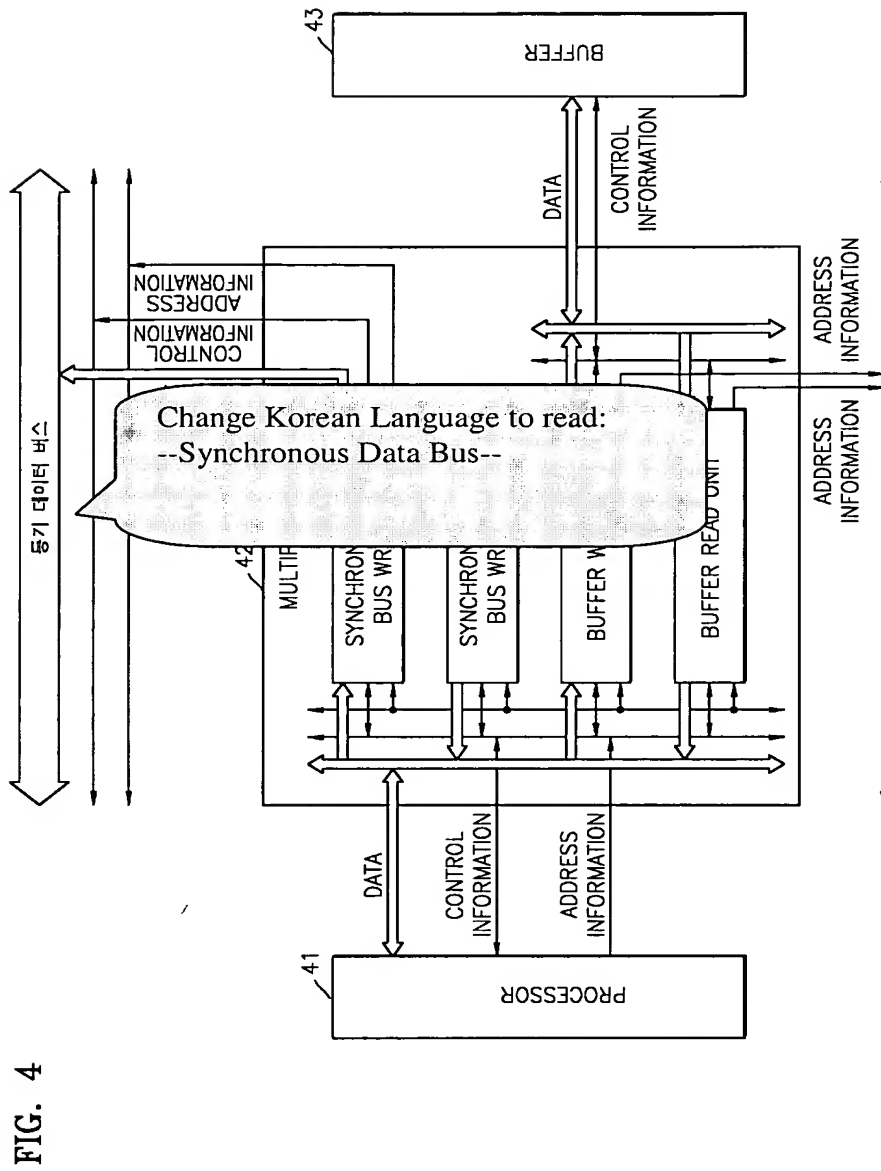 FIG. 4
동기 데이터 버스
CONTROL
INFORMATION
ADDRESS
INFORMATION
Change Korean Language to read:
--Synchronous Data Bus--
41
PROCESSOR
DATA
CONTROL
INFORMATION
ADDRESS
INFORMATION
42
SYNCHRON
BUS WR
SYNCHRON
BUS WR
BUFFER W
BUFFER READ UNIT
DATA
CONTROL
INFORMATION
43
BUFFER
ADDRESS
INFORMATION
ADDRESS
INFORMATION